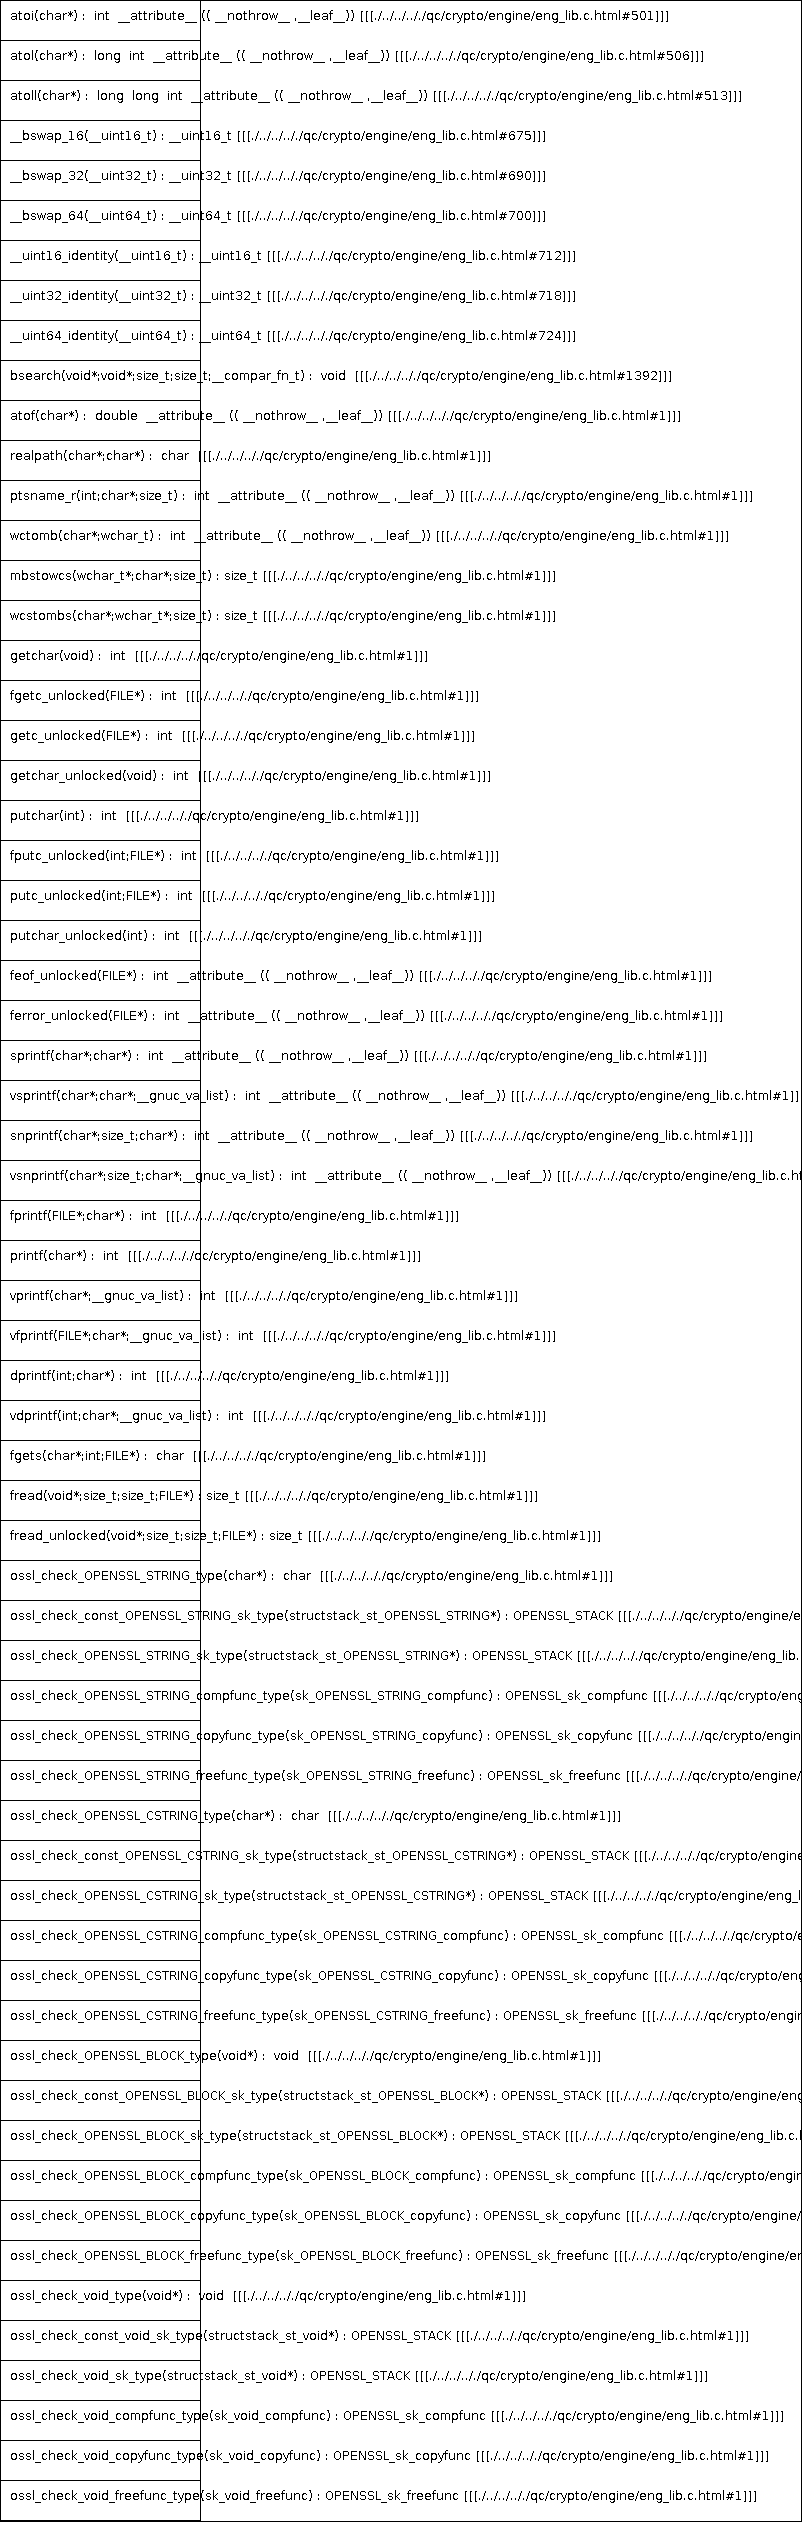 atoi(char*) :  int  __attribute__ (( __nothrow__ ,__leaf__)) [[[./../../../../qc/crypto/engine/eng_lib.c.html#501]]]
atol(char*) :  long  int  __attribute__ (( __nothrow__ ,__leaf__)) [[[./../../../../qc/crypto/engine/eng_lib.c.html#506]]]
atoll(char*) :  long  long  int  __attribute__ (( __nothrow__ ,__leaf__)) [[[./../../../../qc/crypto/engine/eng_lib.c.html#513]]]
__bswap_16(__uint16_t) : __uint16_t [[[./../../../../qc/crypto/engine/eng_lib.c.html#675]]]
__bswap_32(__uint32_t) : __uint32_t [[[./../../../../qc/crypto/engine/eng_lib.c.html#690]]]
__bswap_64(__uint64_t) : __uint64_t [[[./../../../../qc/crypto/engine/eng_lib.c.html#700]]]
__uint16_identity(__uint16_t) : __uint16_t [[[./../../../../qc/crypto/engine/eng_lib.c.html#712]]]
__uint32_identity(__uint32_t) : __uint32_t [[[./../../../../qc/crypto/engine/eng_lib.c.html#718]]]
__uint64_identity(__uint64_t) : __uint64_t [[[./../../../../qc/crypto/engine/eng_lib.c.html#724]]]
bsearch(void*;void*;size_t;size_t;__compar_fn_t) :  void  [[[./../../../../qc/crypto/engine/eng_lib.c.html#1392]]]
atof(char*) :  double  __attribute__ (( __nothrow__ ,__leaf__)) [[[./../../../../qc/crypto/engine/eng_lib.c.html#1]]]
realpath(char*;char*) :  char  [[[./../../../../qc/crypto/engine/eng_lib.c.html#1]]]
ptsname_r(int;char*;size_t) :  int  __attribute__ (( __nothrow__ ,__leaf__)) [[[./../../../../qc/crypto/engine/eng_lib.c.html#1]]]
wctomb(char*;wchar_t) :  int  __attribute__ (( __nothrow__ ,__leaf__)) [[[./../../../../qc/crypto/engine/eng_lib.c.html#1]]]
mbstowcs(wchar_t*;char*;size_t) : size_t [[[./../../../../qc/crypto/engine/eng_lib.c.html#1]]]
wcstombs(char*;wchar_t*;size_t) : size_t [[[./../../../../qc/crypto/engine/eng_lib.c.html#1]]]
getchar(void) :  int  [[[./../../../../qc/crypto/engine/eng_lib.c.html#1]]]
fgetc_unlocked(FILE*) :  int  [[[./../../../../qc/crypto/engine/eng_lib.c.html#1]]]
getc_unlocked(FILE*) :  int  [[[./../../../../qc/crypto/engine/eng_lib.c.html#1]]]
getchar_unlocked(void) :  int  [[[./../../../../qc/crypto/engine/eng_lib.c.html#1]]]
putchar(int) :  int  [[[./../../../../qc/crypto/engine/eng_lib.c.html#1]]]
fputc_unlocked(int;FILE*) :  int  [[[./../../../../qc/crypto/engine/eng_lib.c.html#1]]]
putc_unlocked(int;FILE*) :  int  [[[./../../../../qc/crypto/engine/eng_lib.c.html#1]]]
putchar_unlocked(int) :  int  [[[./../../../../qc/crypto/engine/eng_lib.c.html#1]]]
feof_unlocked(FILE*) :  int  __attribute__ (( __nothrow__ ,__leaf__)) [[[./../../../../qc/crypto/engine/eng_lib.c.html#1]]]
ferror_unlocked(FILE*) :  int  __attribute__ (( __nothrow__ ,__leaf__)) [[[./../../../../qc/crypto/engine/eng_lib.c.html#1]]]
sprintf(char*;char*) :  int  __attribute__ (( __nothrow__ ,__leaf__)) [[[./../../../../qc/crypto/engine/eng_lib.c.html#1]]]
vsprintf(char*;char*;__gnuc_va_list) :  int  __attribute__ (( __nothrow__ ,__leaf__)) [[[./../../../../qc/crypto/engine/eng_lib.c.html#1]]
snprintf(char*;size_t;char*) :  int  __attribute__ (( __nothrow__ ,__leaf__)) [[[./../../../../qc/crypto/engine/eng_lib.c.html#1]]]
vsnprintf(char*;size_t;char*;__gnuc_va_list) :  int  __attribute__ (( __nothrow__ ,__leaf__)) [[[./../../../../qc/crypto/engine/eng_lib.c.h
fprintf(FILE*;char*) :  int  [[[./../../../../qc/crypto/engine/eng_lib.c.html#1]]]
printf(char*) :  int  [[[./../../../../qc/crypto/engine/eng_lib.c.html#1]]]
vprintf(char*;__gnuc_va_list) :  int  [[[./../../../../qc/crypto/engine/eng_lib.c.html#1]]]
vfprintf(FILE*;char*;__gnuc_va_list) :  int  [[[./../../../../qc/crypto/engine/eng_lib.c.html#1]]]
dprintf(int;char*) :  int  [[[./../../../../qc/crypto/engine/eng_lib.c.html#1]]]
vdprintf(int;char*;__gnuc_va_list) :  int  [[[./../../../../qc/crypto/engine/eng_lib.c.html#1]]]
fgets(char*;int;FILE*) :  char  [[[./../../../../qc/crypto/engine/eng_lib.c.html#1]]]
fread(void*;size_t;size_t;FILE*) : size_t [[[./../../../../qc/crypto/engine/eng_lib.c.html#1]]]
fread_unlocked(void*;size_t;size_t;FILE*) : size_t [[[./../../../../qc/crypto/engine/eng_lib.c.html#1]]]
ossl_check_OPENSSL_STRING_type(char*) :  char  [[[./../../../../qc/crypto/engine/eng_lib.c.html#1]]]
ossl_check_const_OPENSSL_STRING_sk_type(structstack_st_OPENSSL_STRING*) : OPENSSL_STACK [[[./../../../../qc/crypto/engine/e
ossl_check_OPENSSL_STRING_sk_type(structstack_st_OPENSSL_STRING*) : OPENSSL_STACK [[[./../../../../qc/crypto/engine/eng_lib.
ossl_check_OPENSSL_STRING_compfunc_type(sk_OPENSSL_STRING_compfunc) : OPENSSL_sk_compfunc [[[./../../../../qc/crypto/eng
ossl_check_OPENSSL_STRING_copyfunc_type(sk_OPENSSL_STRING_copyfunc) : OPENSSL_sk_copyfunc [[[./../../../../qc/crypto/engin
ossl_check_OPENSSL_STRING_freefunc_type(sk_OPENSSL_STRING_freefunc) : OPENSSL_sk_freefunc [[[./../../../../qc/crypto/engine/
ossl_check_OPENSSL_CSTRING_type(char*) :  char  [[[./../../../../qc/crypto/engine/eng_lib.c.html#1]]]
ossl_check_const_OPENSSL_CSTRING_sk_type(structstack_st_OPENSSL_CSTRING*) : OPENSSL_STACK [[[./../../../../qc/crypto/engine
ossl_check_OPENSSL_CSTRING_sk_type(structstack_st_OPENSSL_CSTRING*) : OPENSSL_STACK [[[./../../../../qc/crypto/engine/eng_l
ossl_check_OPENSSL_CSTRING_compfunc_type(sk_OPENSSL_CSTRING_compfunc) : OPENSSL_sk_compfunc [[[./../../../../qc/crypto/e
ossl_check_OPENSSL_CSTRING_copyfunc_type(sk_OPENSSL_CSTRING_copyfunc) : OPENSSL_sk_copyfunc [[[./../../../../qc/crypto/eng
ossl_check_OPENSSL_CSTRING_freefunc_type(sk_OPENSSL_CSTRING_freefunc) : OPENSSL_sk_freefunc [[[./../../../../qc/crypto/engin
ossl_check_OPENSSL_BLOCK_type(void*) :  void  [[[./../../../../qc/crypto/engine/eng_lib.c.html#1]]]
ossl_check_const_OPENSSL_BLOCK_sk_type(structstack_st_OPENSSL_BLOCK*) : OPENSSL_STACK [[[./../../../../qc/crypto/engine/eng
ossl_check_OPENSSL_BLOCK_sk_type(structstack_st_OPENSSL_BLOCK*) : OPENSSL_STACK [[[./../../../../qc/crypto/engine/eng_lib.c.h
ossl_check_OPENSSL_BLOCK_compfunc_type(sk_OPENSSL_BLOCK_compfunc) : OPENSSL_sk_compfunc [[[./../../../../qc/crypto/engin
ossl_check_OPENSSL_BLOCK_copyfunc_type(sk_OPENSSL_BLOCK_copyfunc) : OPENSSL_sk_copyfunc [[[./../../../../qc/crypto/engine/
ossl_check_OPENSSL_BLOCK_freefunc_type(sk_OPENSSL_BLOCK_freefunc) : OPENSSL_sk_freefunc [[[./../../../../qc/crypto/engine/en
ossl_check_void_type(void*) :  void  [[[./../../../../qc/crypto/engine/eng_lib.c.html#1]]]
ossl_check_const_void_sk_type(structstack_st_void*) : OPENSSL_STACK [[[./../../../../qc/crypto/engine/eng_lib.c.html#1]]]
ossl_check_void_sk_type(structstack_st_void*) : OPENSSL_STACK [[[./../../../../qc/crypto/engine/eng_lib.c.html#1]]]
ossl_check_void_compfunc_type(sk_void_compfunc) : OPENSSL_sk_compfunc [[[./../../../../qc/crypto/engine/eng_lib.c.html#1]]]
ossl_check_void_copyfunc_type(sk_void_copyfunc) : OPENSSL_sk_copyfunc [[[./../../../../qc/crypto/engine/eng_lib.c.html#1]]]
ossl_check_void_freefunc_type(sk_void_freefunc) : OPENSSL_sk_freefunc [[[./../../../../qc/crypto/engine/eng_lib.c.html#1]]]